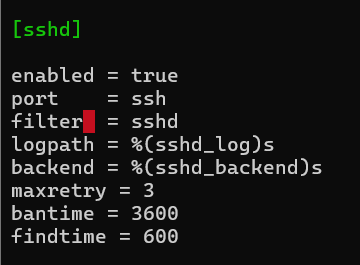 [sshd]

enabled = true
port    = ssh
filter  = sshd
logpath = %(sshd_log)s
backend = %(sshd_backend)s
maxretry = 3
bantime = 3600
findtime = 600